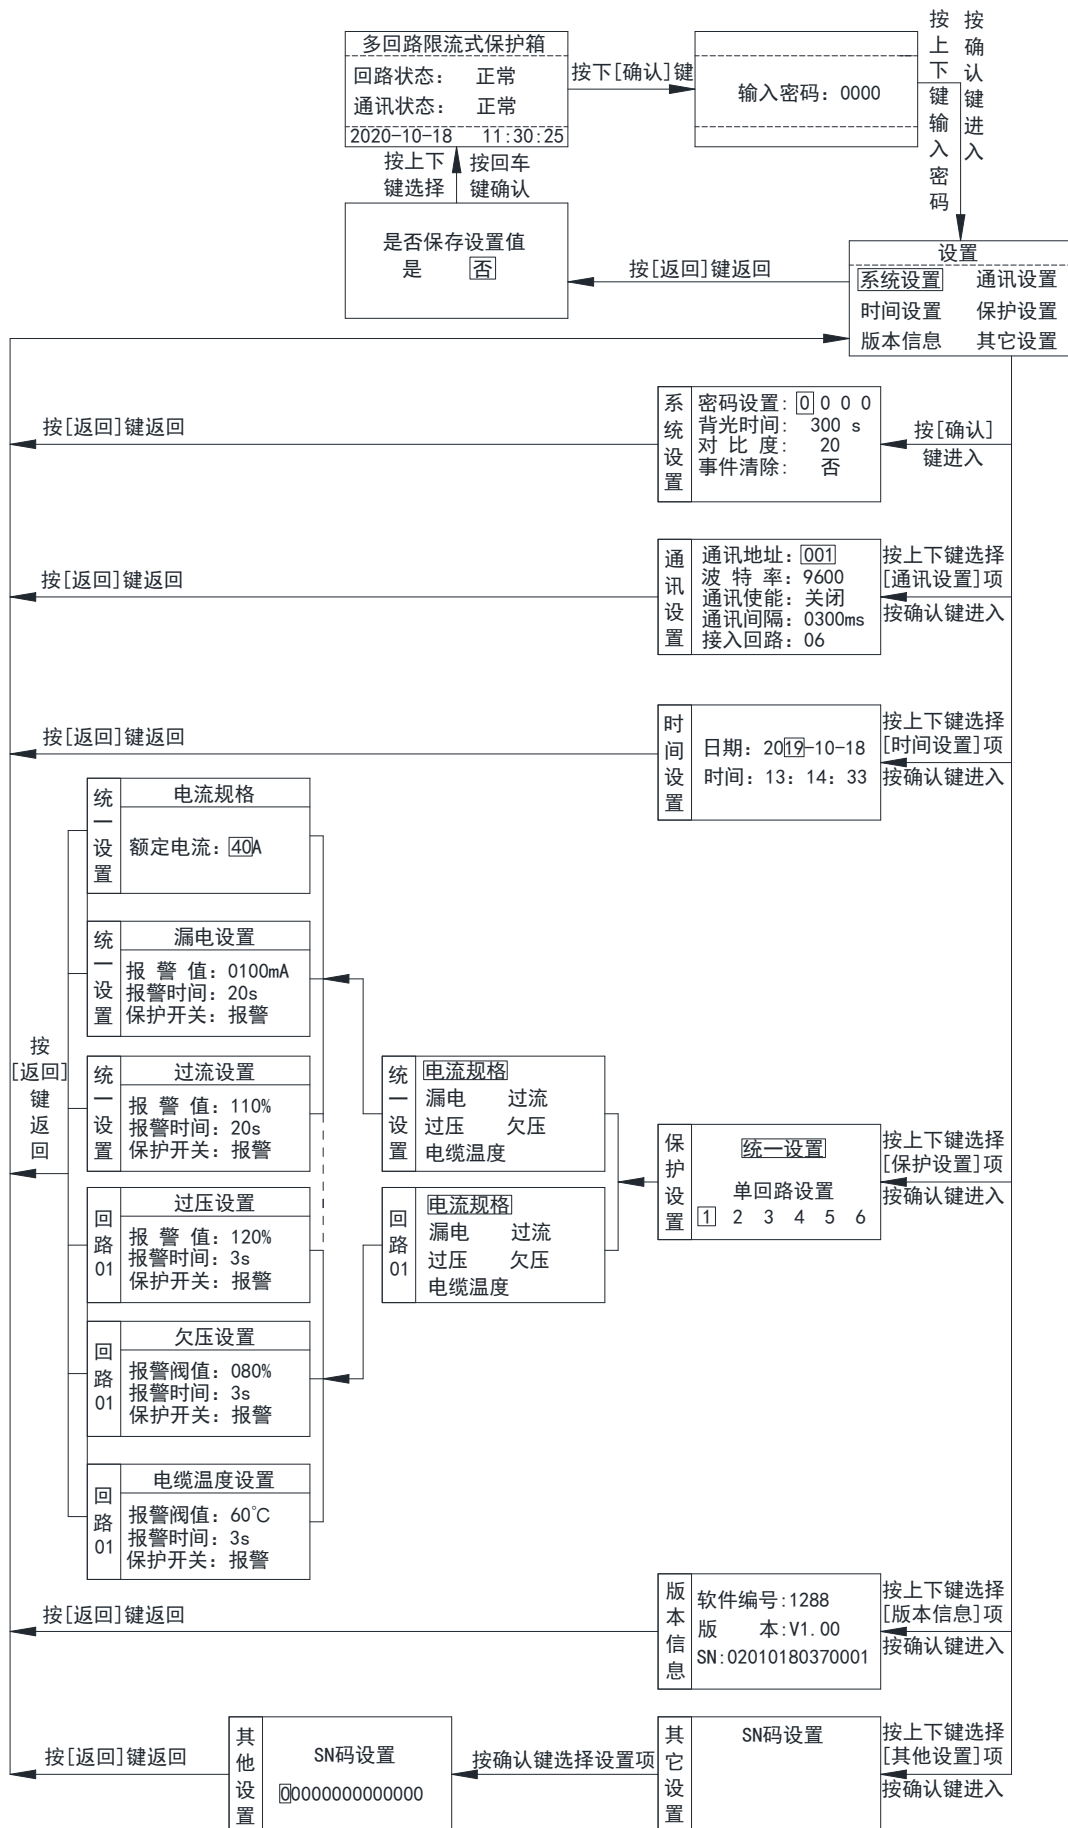 多回路限流式保护箱
回路状态： 正常
通讯状态： 正常
2020-10-18 11:30:25
按下[确认]键
输入密码：0000
按上下键输入密码
按确认键进入
按上下
键选择
按回车
键确认
是否保存设置值
是 否
按[返回]键返回
设置
系统设置 通讯设置
时间设置 保护设置
版本信息 其它设置
按[返回]键返回
系统设置
密码设置: 0 0 0 0
背光时间: 300 s
对 比 度: 20
事件清除: 否
按[确认]
键进入
按[返回]键返回
通讯设置
通讯地址：001
波 特 率：9600
通讯使能：关闭
通讯间隔：0300ms
接入回路：06
按上下键选择
[通讯设置]项
按确认键进入
按[返回]键返回
时间设置
日期：2019-10-18
时间：13：14：33
按上下键选择
[时间设置]项
按确认键进入
统一设置
电流规格
额定电流：40A
统一设置
漏电设置
报 警 值：0100mA
报警时间：20s
保护开关：报警
按
[返回]
键
返
回
统一设置
过流设置
报 警 值：110%
报警时间：20s
保护开关：报警
回路01
过压设置
报 警 值：120%
报警时间：3s
保护开关：报警
回路01
欠压设置
报警阀值：080%
报警时间：3s
保护开关：报警
回路01
电缆温度设置
报警阀值：60℃
报警时间：3s
保护开关：报警
统一设置
电流规格
漏电 过流
过压 欠压
电缆温度
回路01
电流规格
漏电 过流
过压 欠压
电缆温度
保护设置
统一设置
单回路设置
1 2 3 4 5 6
按上下键选择
[保护设置]项
按确认键进入
按[返回]键返回
版本信息
软件编号:1288
版 本:V1.00
SN:02010180370001
按上下键选择
[版本信息]项
按确认键进入
按[返回]键返回
其他设置
SN码设置
00000000000000
按确认键选择设置项
其它设置
SN码设置
按上下键选择
[其他设置]项
按确认键进入